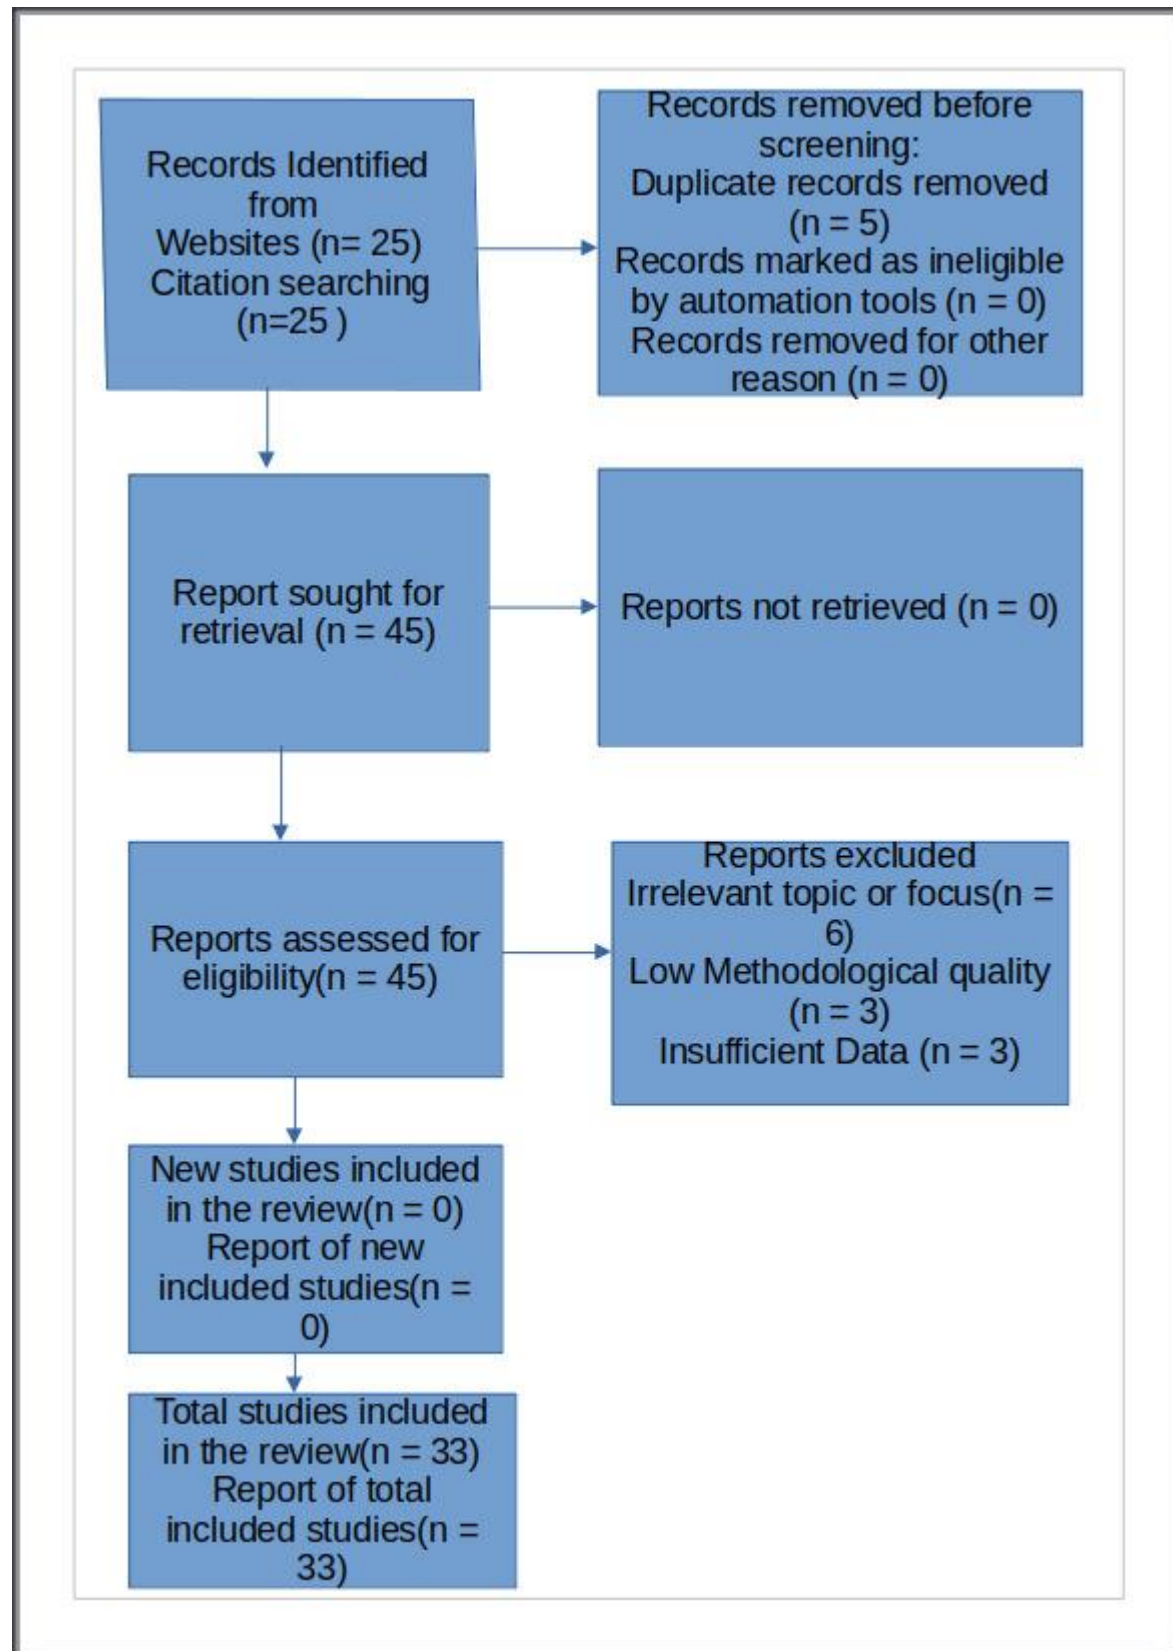 Records Identified
from
Websites (n= 25)
Citation searching
(n=25 )
Records removed before
screening:
Duplicate records removed
(n = 5)
Records marked as ineligible
by automation tools (n = 0)
Records removed for other
reason (n = 0)
Report sought for
retrieval (n = 45)
Reports not retrieved (n = 0)
Reports assessed for
eligibility(n = 45)
Reports excluded
Irrelevant topic or focus(n =
6)
Low Methodological quality
(n = 3)
Insufficient Data (n = 3)
New studies included
in the review(n = 0)
Report of new
included studies(n =
0)
Total studies included
in the review(n = 33)
Report of total
included studies(n =
33)